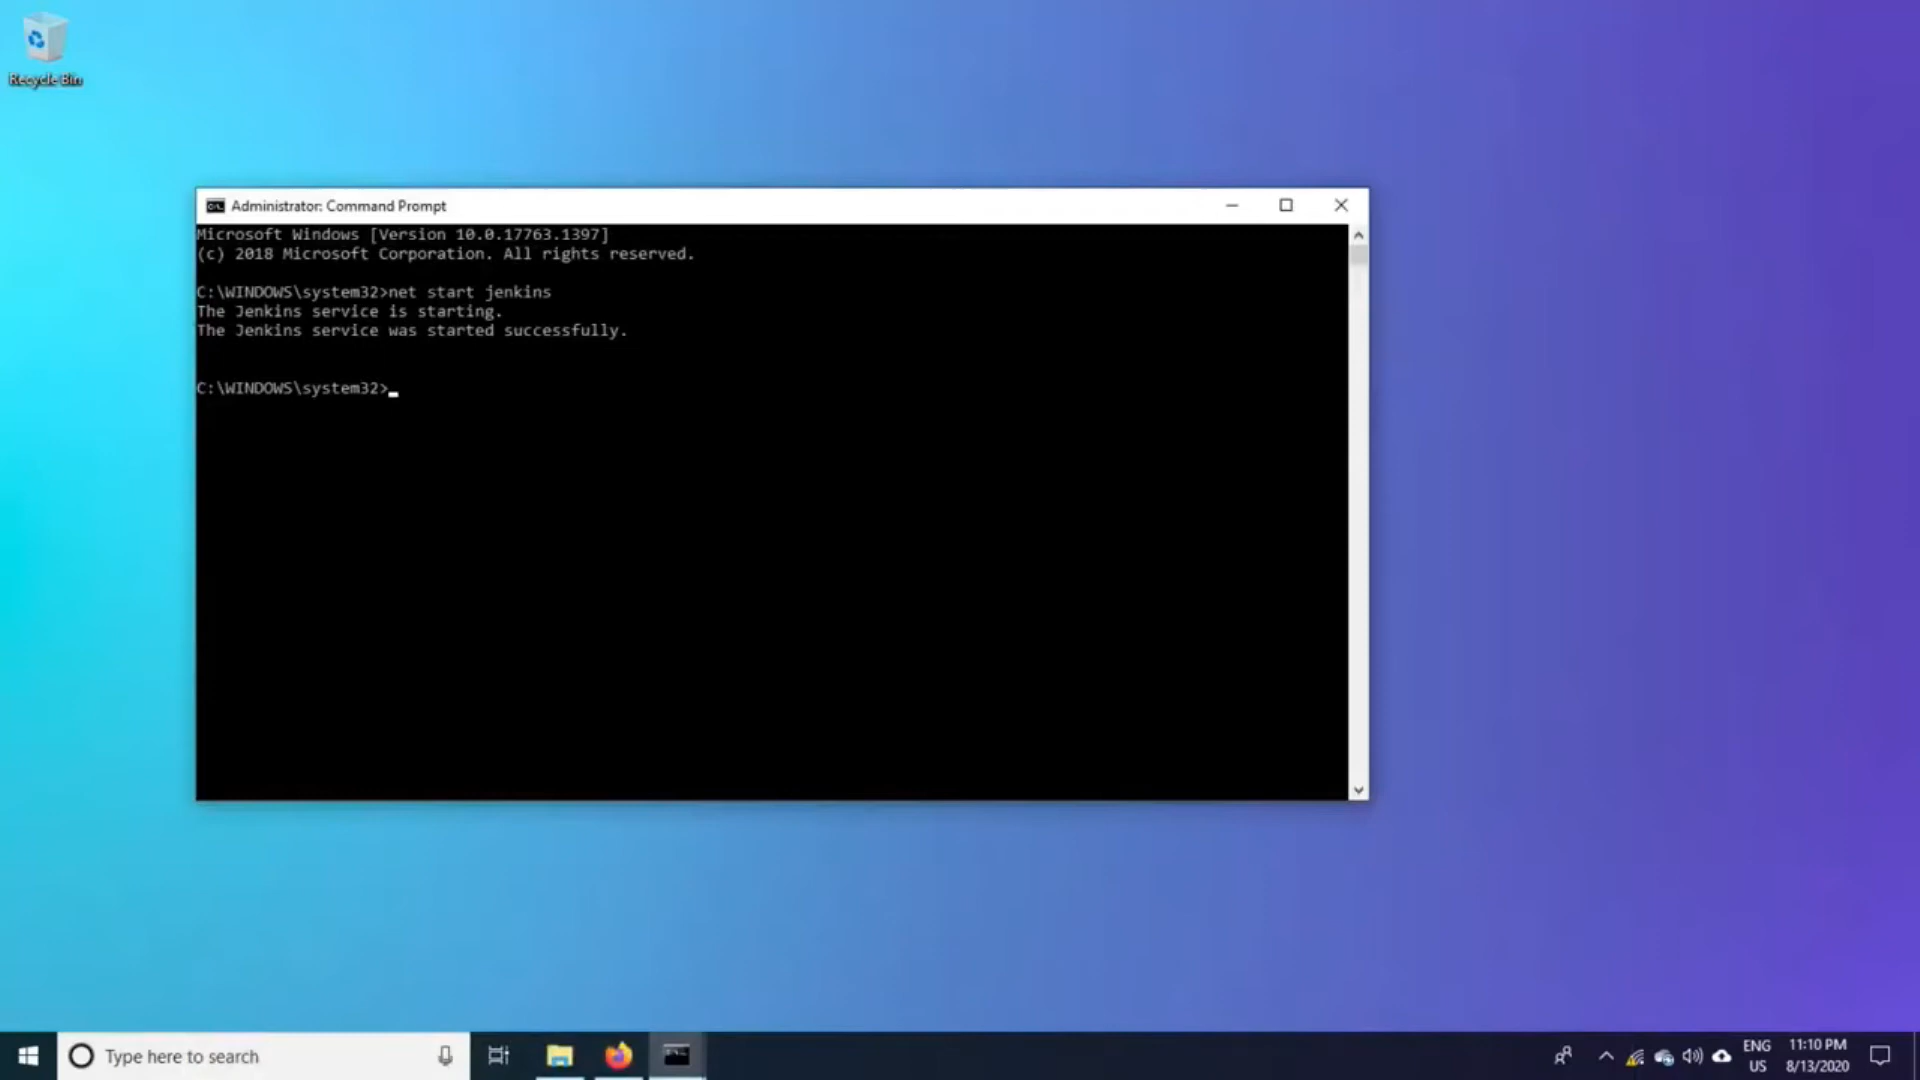 Recycle Bin
Administrator: Command Prompt
Microsoft Windows [Version 10.0.17763.1397]
(c) 2018 Microsoft Corporation. All rights reserved.
C:\WINDOWS\system32>net start jenkins
The Jenkins service is starting.
The Jenkins service was started successfully.
C:\WINDOWS\system32>
Type here to search
ENG
US
11:10 PM
8/13/2020